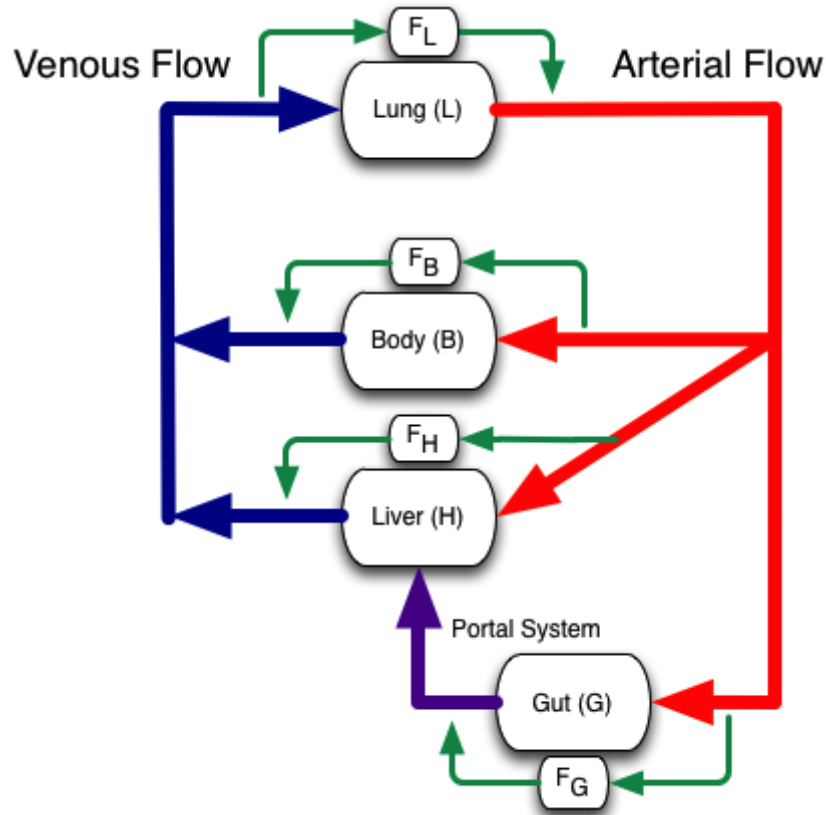 F_L
Venous Flow
Arterial Flow
Lung (L)
F_B
Body (B)
F_H
Liver (H)
Portal System
Gut (G)
F_G